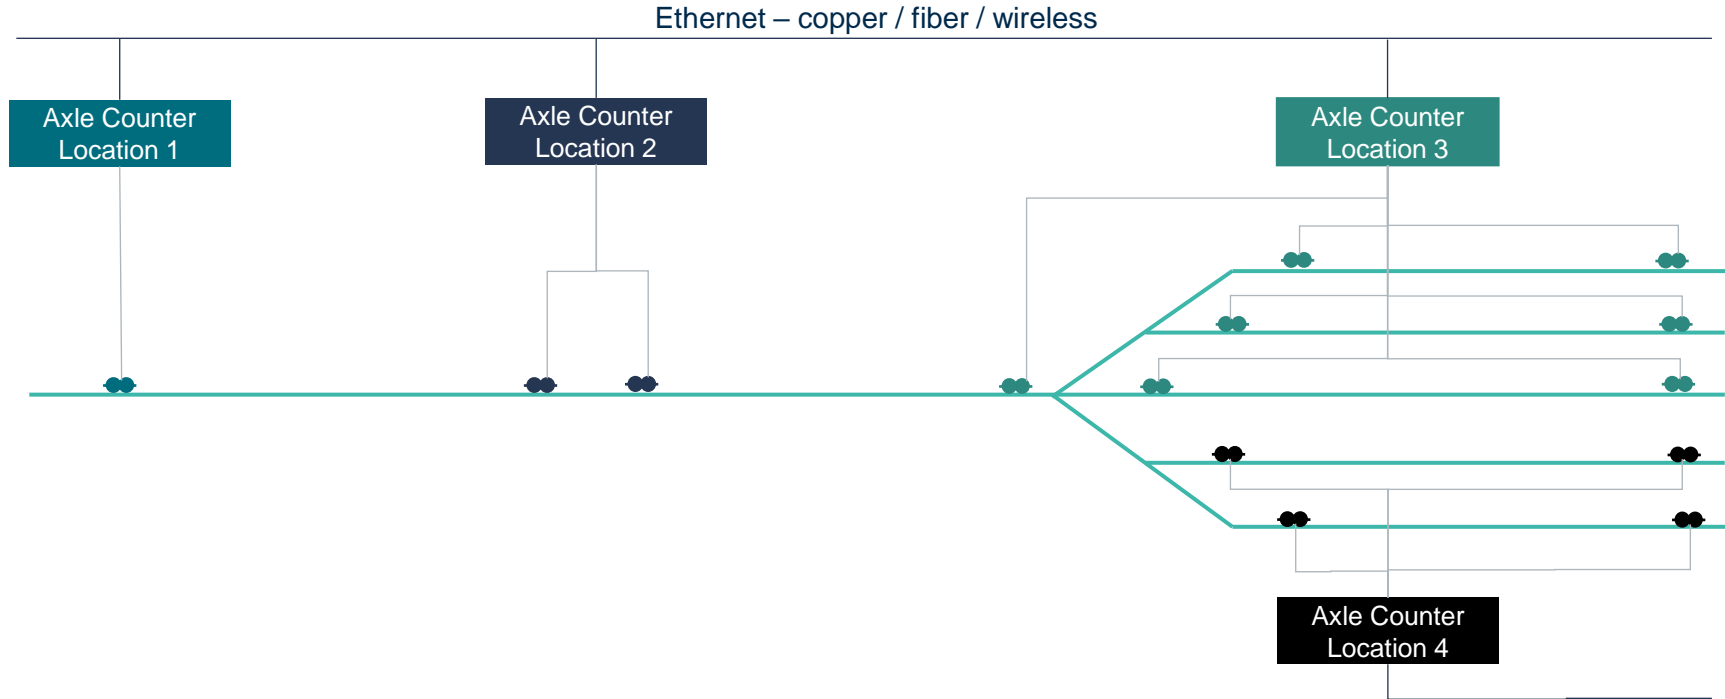 Ethernet – copper / fiber / wireless
Axle Counter
Location 1
Axle Counter
Location 2
Axle Counter
Location 3
Axle Counter
Location 4